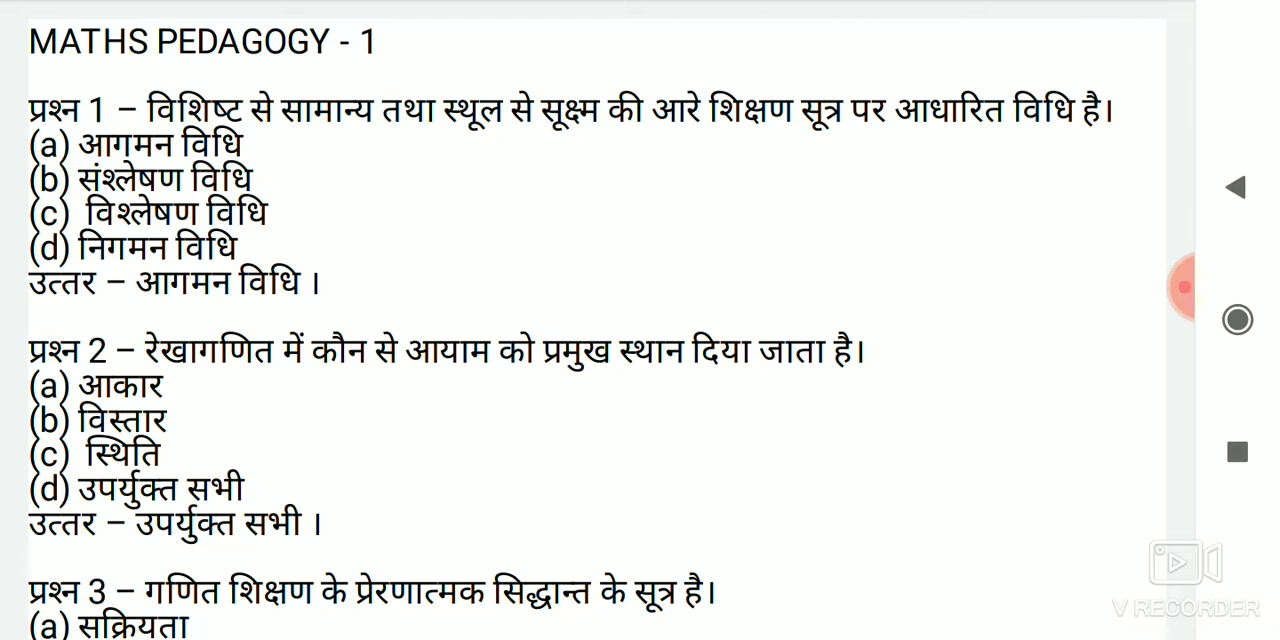 MATHS PEDAGOGY - 1
प्रश्न 1 – विशिष्ट से सामान्य तथा स्थूल से सूक्ष्म की आरे शिक्षण सूत्र पर आधारित विधि है।
(a) आगमन विधि
(b) संश्लेषण विधि
(c) विश्लेषण विधि
(d) निगमन विधि
उत्तर – आगमन विधि ।
प्रश्न 2 – रेखागणित में कौन से आयाम को प्रमुख स्थान दिया जाता है।
(a) आकार
(b) विस्तार
(c) स्थिति
(d) उपर्युक्त सभी
उत्तर – उपर्युक्त सभी ।
प्रश्न 3 – गणित शिक्षण के प्रेरणात्मक सिद्धान्त के सूत्र है।
(a) सक्रियता
V RECORDER